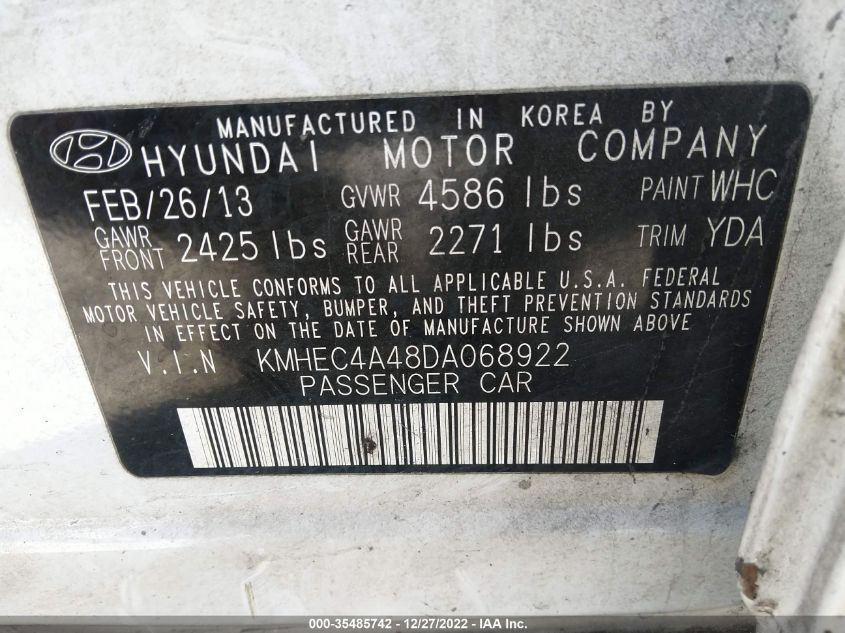 MANUFACTURED IN KOREA BY
HYUNDAI MOTOR COMPANY
FEB/26/13 GVWR 4586 lbs PAINT WHC
GAWR FRONT 2425 lbs GAWR REAR 2271 lbs TRIM YDA
THIS VEHICLE CONFORMS TO ALL APPLICABLE U.S.A. FEDERAL
MOTOR VEHICLE SAFETY, BUMPER, AND THEFT PREVENTION STANDARDS
IN EFFECT ON THE DATE OF MANUFACTURE SHOWN ABOVE
V.I.N KMHEC4A48DA068922
PASSENGER CAR
000-35485742 - 12/27/2022 - IAA Inc.